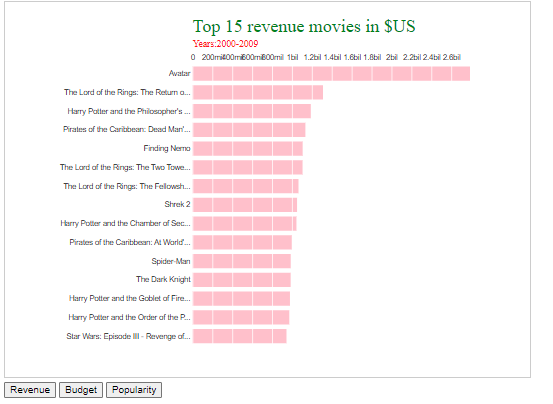 Top 15 revenue movies in $US
Years:2000-2009
0 200mil 400mil 600mil 800mil 1bil 1.2bil 1.4bil 1.6bil 1.8bil 2bil 2.2bil 2.4bil 2.6bil
Avatar
The Lord of the Rings: The Return o...
Harry Potter and the Philosopher's ...
Pirates of the Caribbean: Dead Man'...
Finding Nemo
The Lord of the Rings: The Two Towe...
The Lord of the Rings: The Fellowsh...
Shrek 2
Harry Potter and the Chamber of Sec...
Pirates of the Caribbean: At World'...
Spider-Man
The Dark Knight
Harry Potter and the Goblet of Fire...
Harry Potter and the Order of the P...
Star Wars: Episode III - Revenge of...
Revenue Budget Popularity